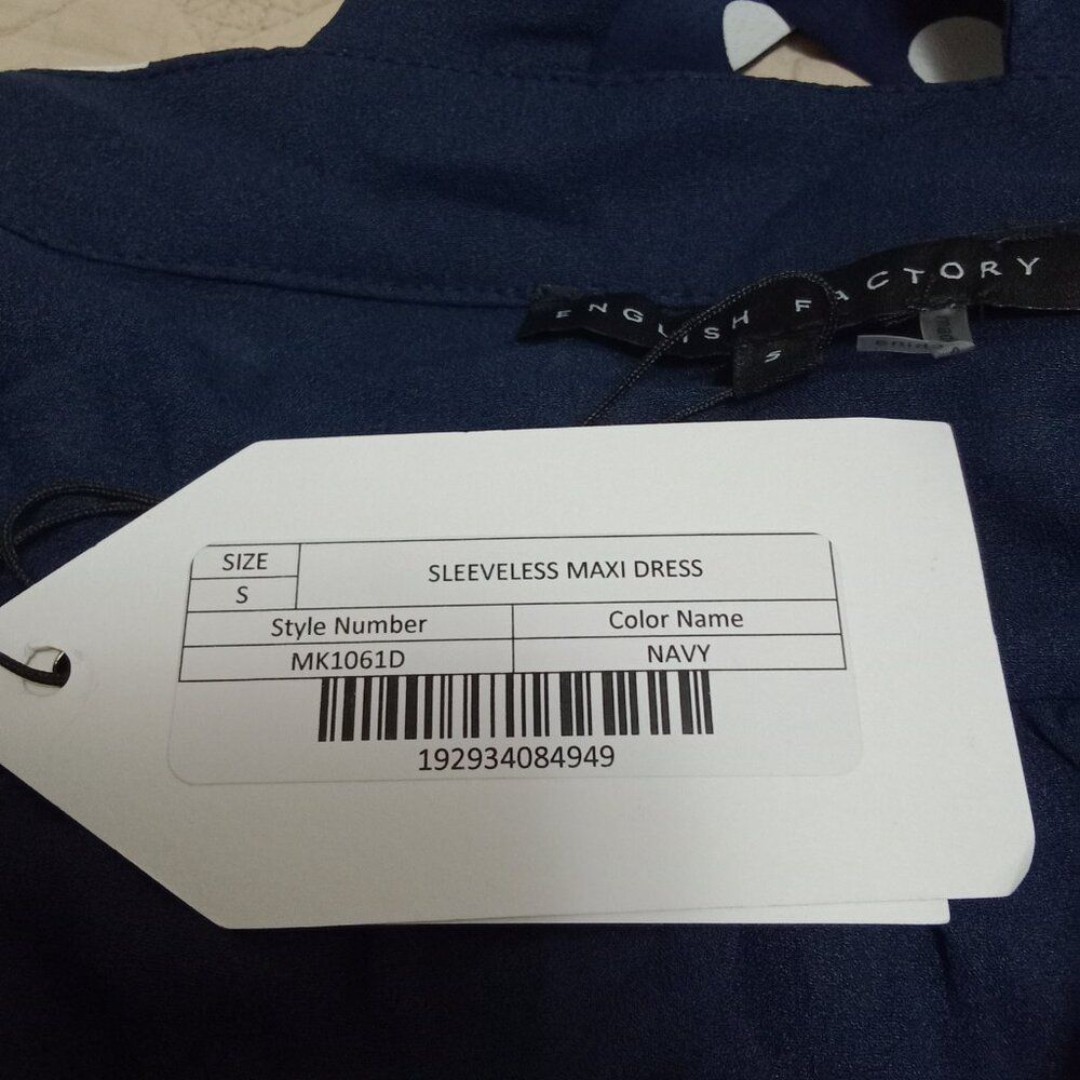 ENGLISH FACTORY
S
SIZE
SLEEVELESS MAXI DRESS
S
Style Number
Color Name
MK1061D
NAVY
192934084949